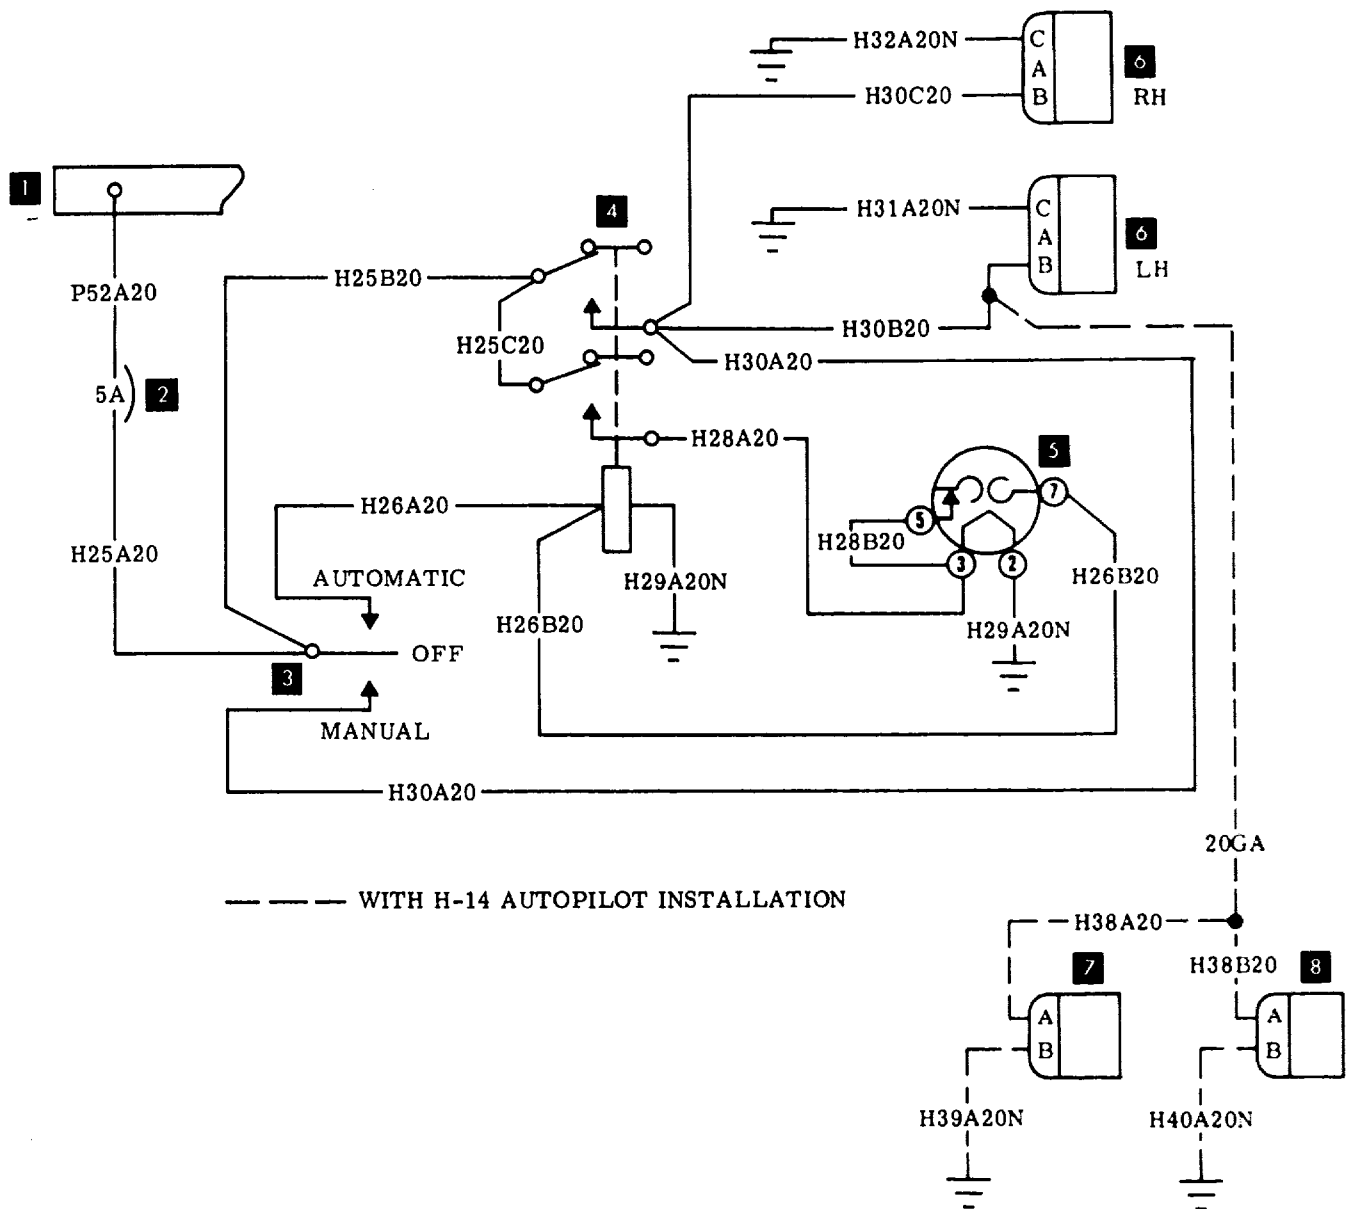 H32A20N
C
A
B
6
RH
H30C20
1
4
H31A20N
C
A
B
6
LH
P52A20
H25B20
H25C20
H30B20
H30A20
5A
2
H28A20
5
7
5
3
2
H28B20
H26A20
H25A20
AUTOMATIC
H29A20N
H26B20
H26B20
H29A20N
OFF
3
MANUAL
H30A20
20GA
WITH H-14 AUTOPILOT INSTALLATION
H38A20
7
H38B20
8
A
B
A
B
H39A20N
H40A20N